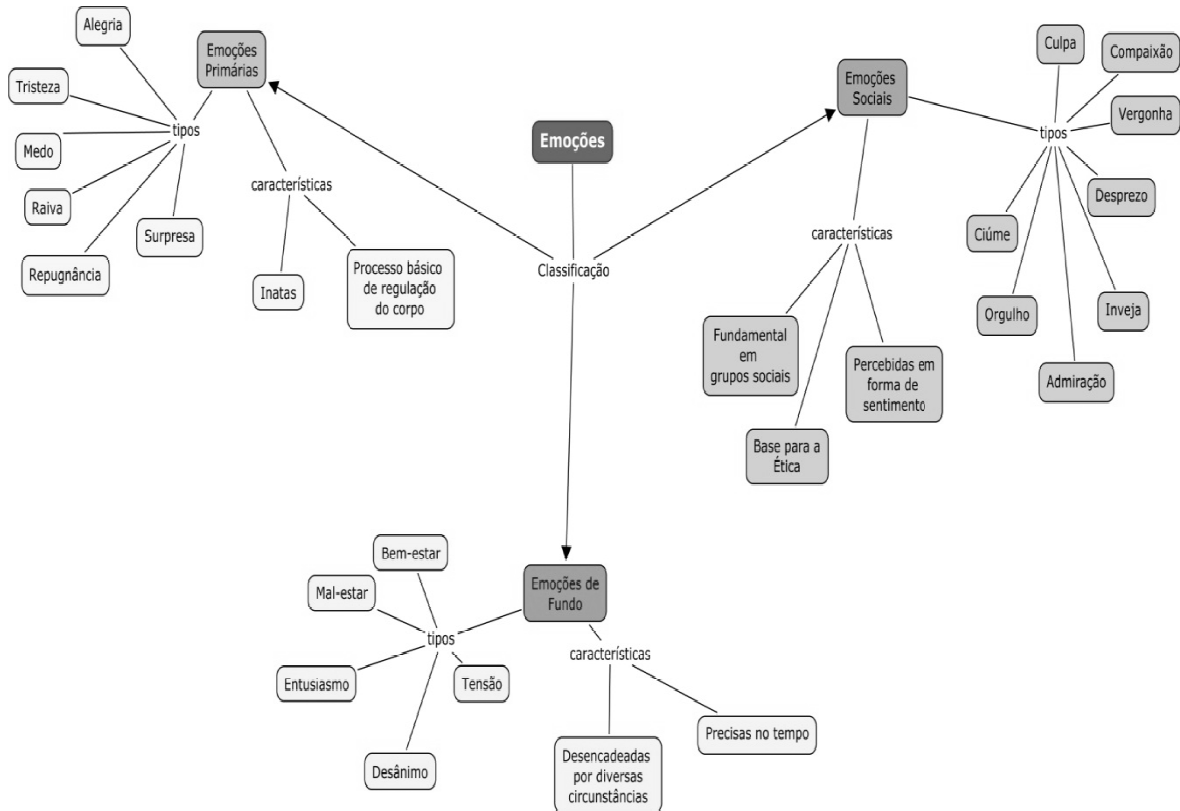 Alegria
Emoções
Primárias
Tristeza
tipos
Medo
características
Raiva
Surpresa
Repugnância
Inatas
Processo básico
de regulação
do corpo
Emoções
Classificação
Emoções
Sociais
Culpa
Compaixão
Vergonha
tipos
Desprezo
características
Ciúme
Orgulho
Inveja
Admiração
Fundamental
em
grupos sociais
Percebidas em
forma de
sentimento
Base para a
Ética
Bem-estar
Emoções de
Fundo
Mal-estar
tipos
características
Entusiasmo
Tensão
Desânimo
Precisas no tempo
Desencadeadas
por diversas
circunstâncias